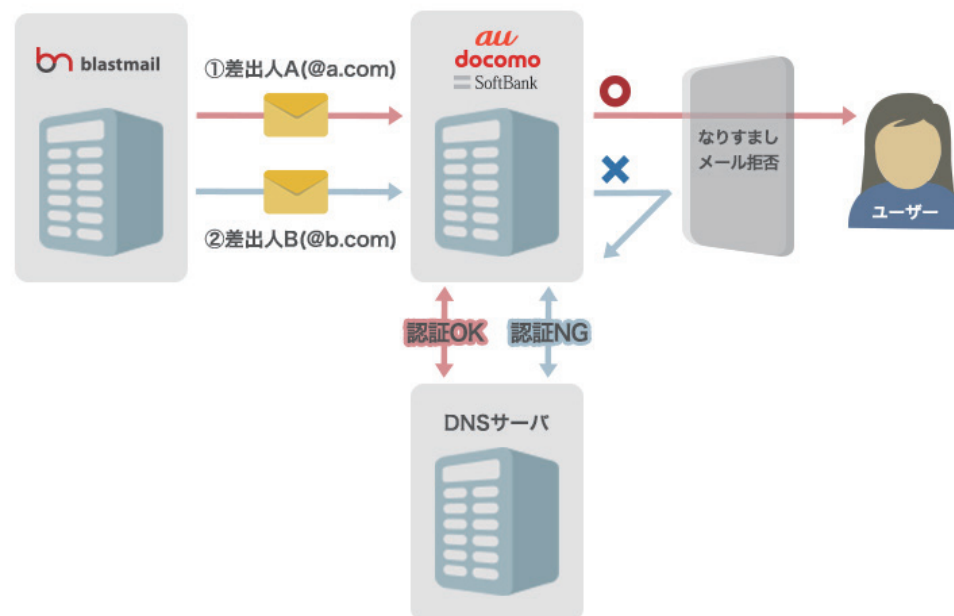 blastmail
①差出人A(@a.com)
②差出人B(@b.com)
au
docomo
SoftBank
なりすまし
メール拒否
ユーザー
認証OK
認証NG
DNSサーバ